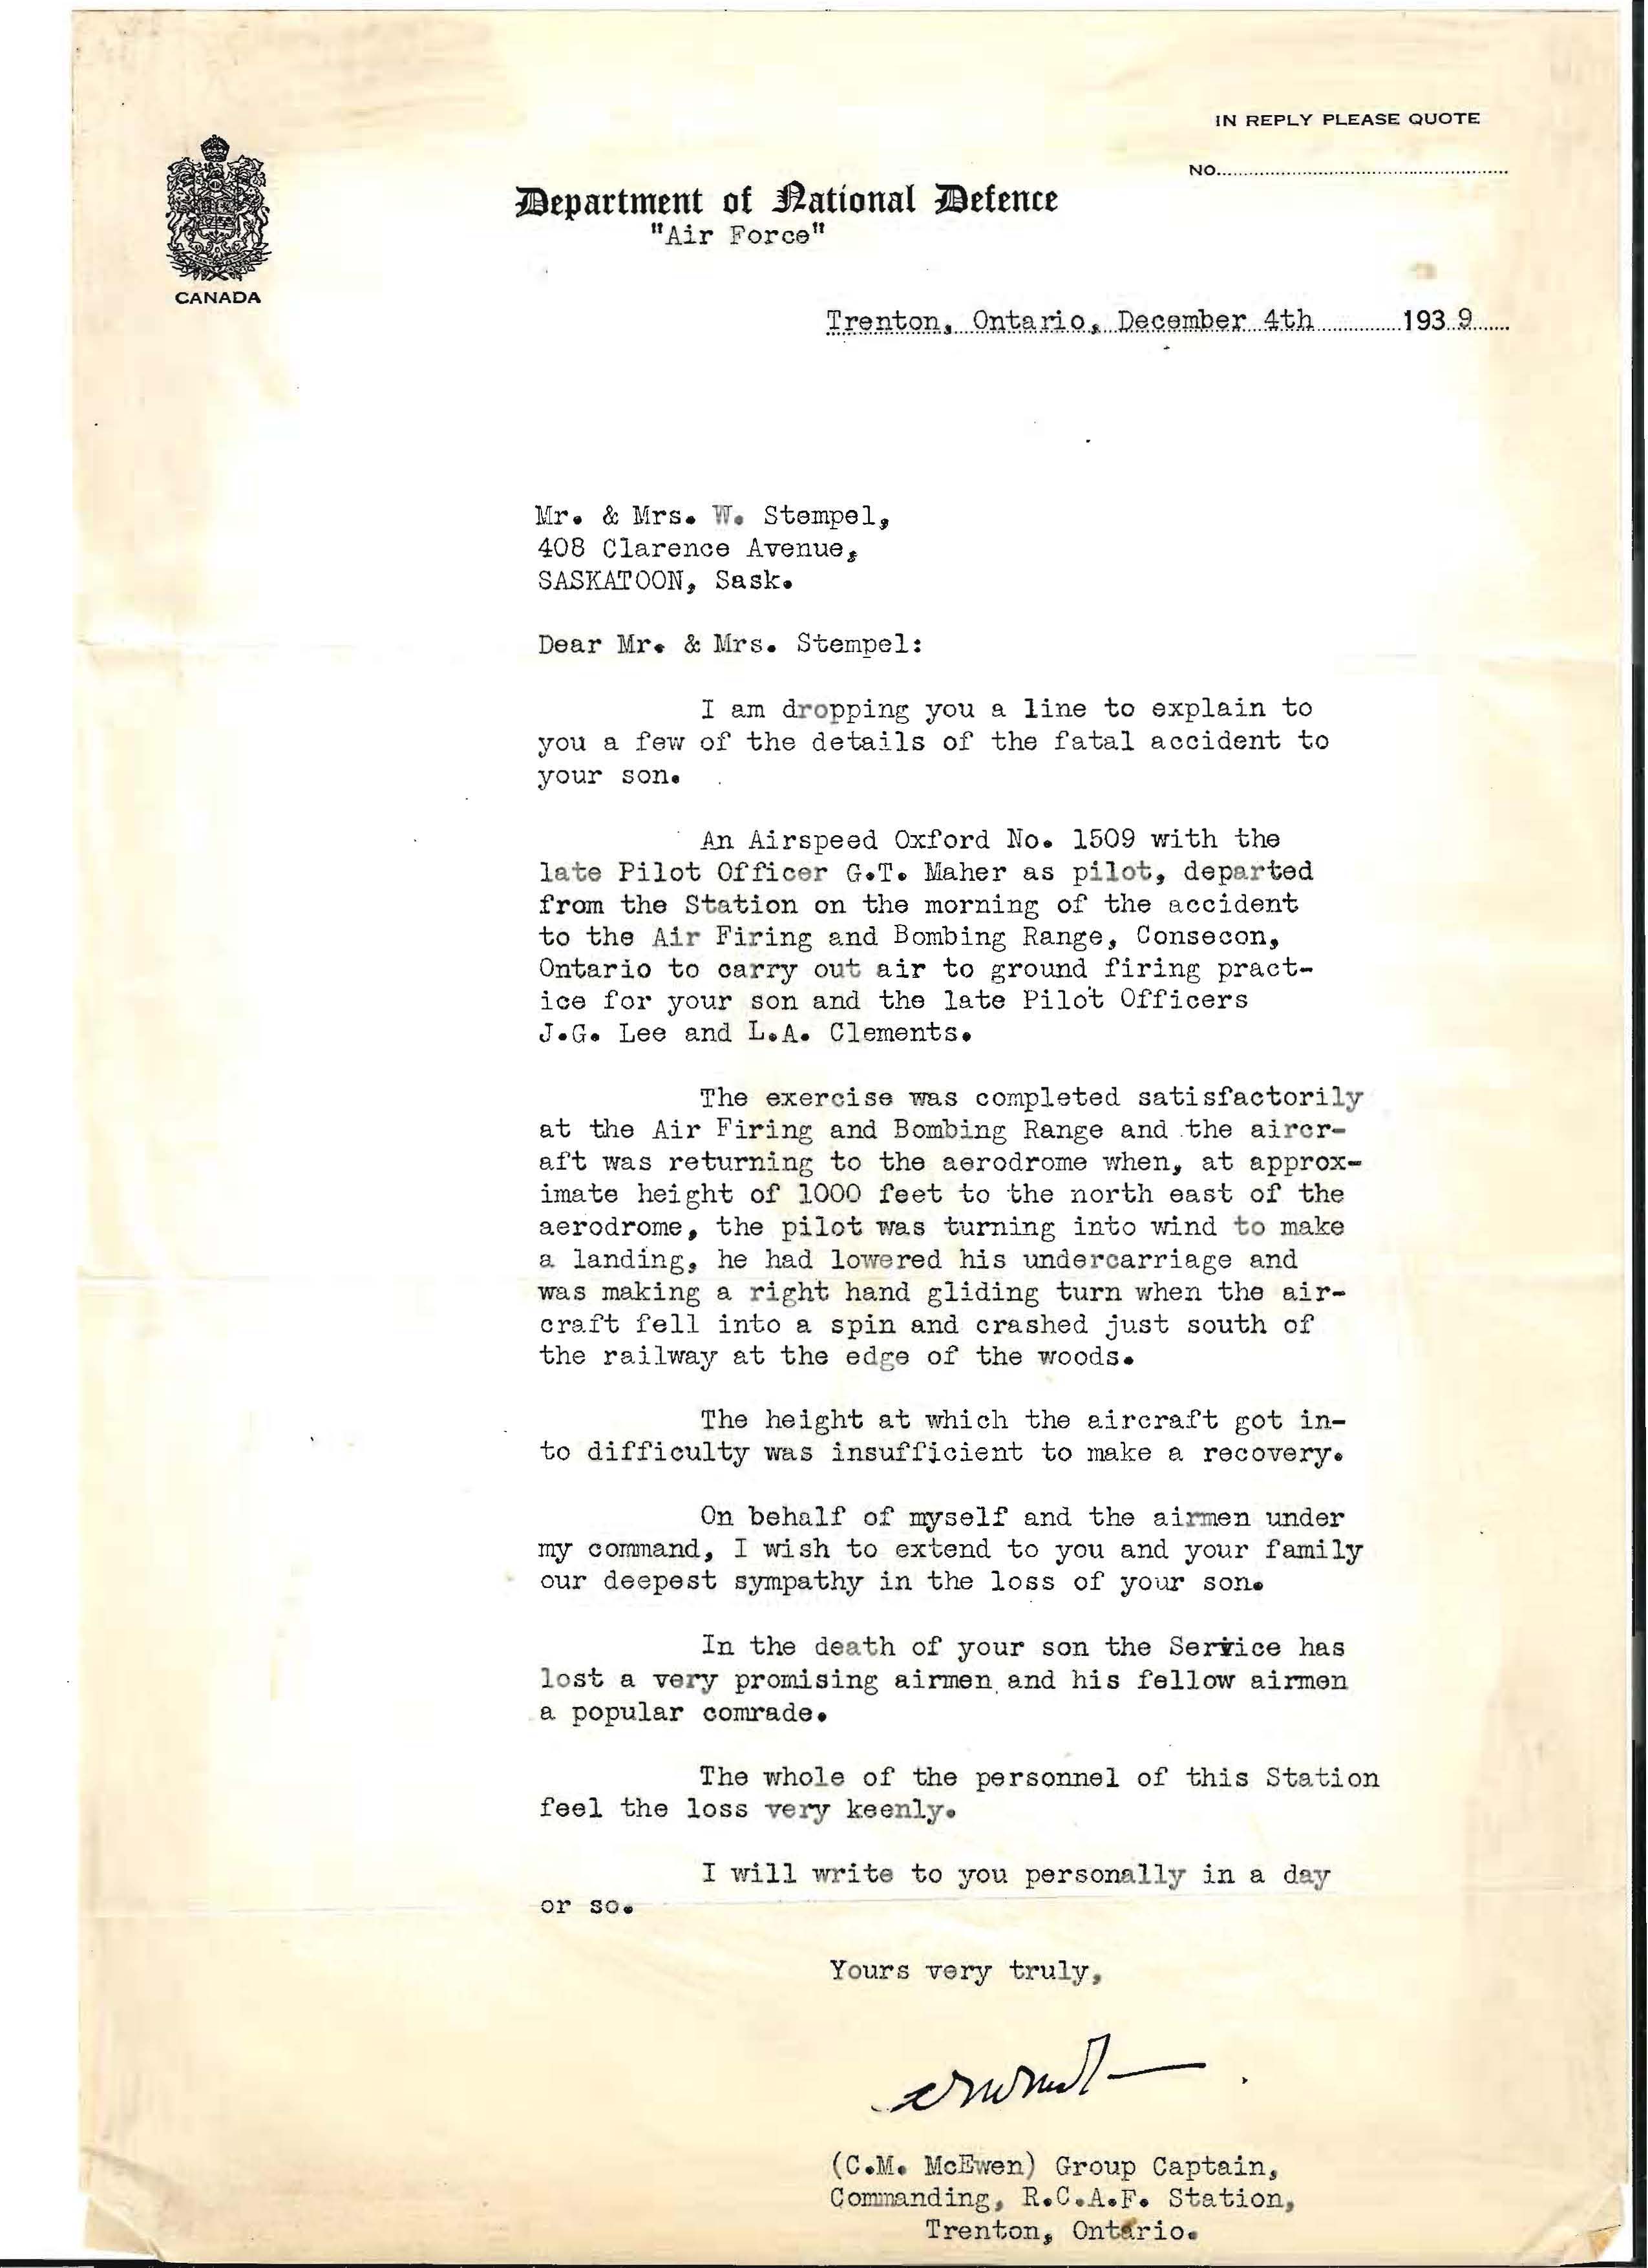 IN REPLY PLEASE QUOTE
NO.
Department of National Defence
"Air Force"
CANADA
Trenton, Ontario, December 4th 1939
Mr. & Mrs. W. Stempel,
408 Clarence Avenue,
SASKATOON, Sask.
Dear Mr. & Mrs. Stempel:
I am dropping you a line to explain to
you a few of the details of the fatal accident to
your son.
An Airspeed Oxford No. 1509 with the
late Pilot Officer G.T. Maher as pilot, departed
from the Station on the morning of the accident
to the Air Firing and Bombing Range, Consecon,
Ontario to carry out air to ground firing pract-
ice for your son and the late Pilot Officers
J.G. Lee and L.A. Clements.
The exercise was completed satisfactorily
at the Air Firing and Bombing Range and the aircr-
aft was returning to the aerodrome when, at approx-
imate height of 1000 feet to the north east of the
aerodrome, the pilot was turning into wind to make
a landing, he had lowered his undercarriage and
was making a right hand gliding turn when the air-
craft fell into a spin and crashed just south of
the railway at the edge of the woods.
The height at which the aircraft got in-
to difficulty was insufficient to make a recovery.
On behalf of myself and the airmen under
my command, I wish to extend to you and your family
our deepest sympathy in the loss of your son.
In the death of your son the Service has
lost a very promising airmen and his fellow airmen
a popular comrade.
The whole of the personnel of this Station
feel the loss very keenly.
I will write to you personally in a day
or so.
Yours very truly,
(C.M. McEwen) Group Captain,
Commanding, R.C.A.F. Station,
Trenton, Ontario.